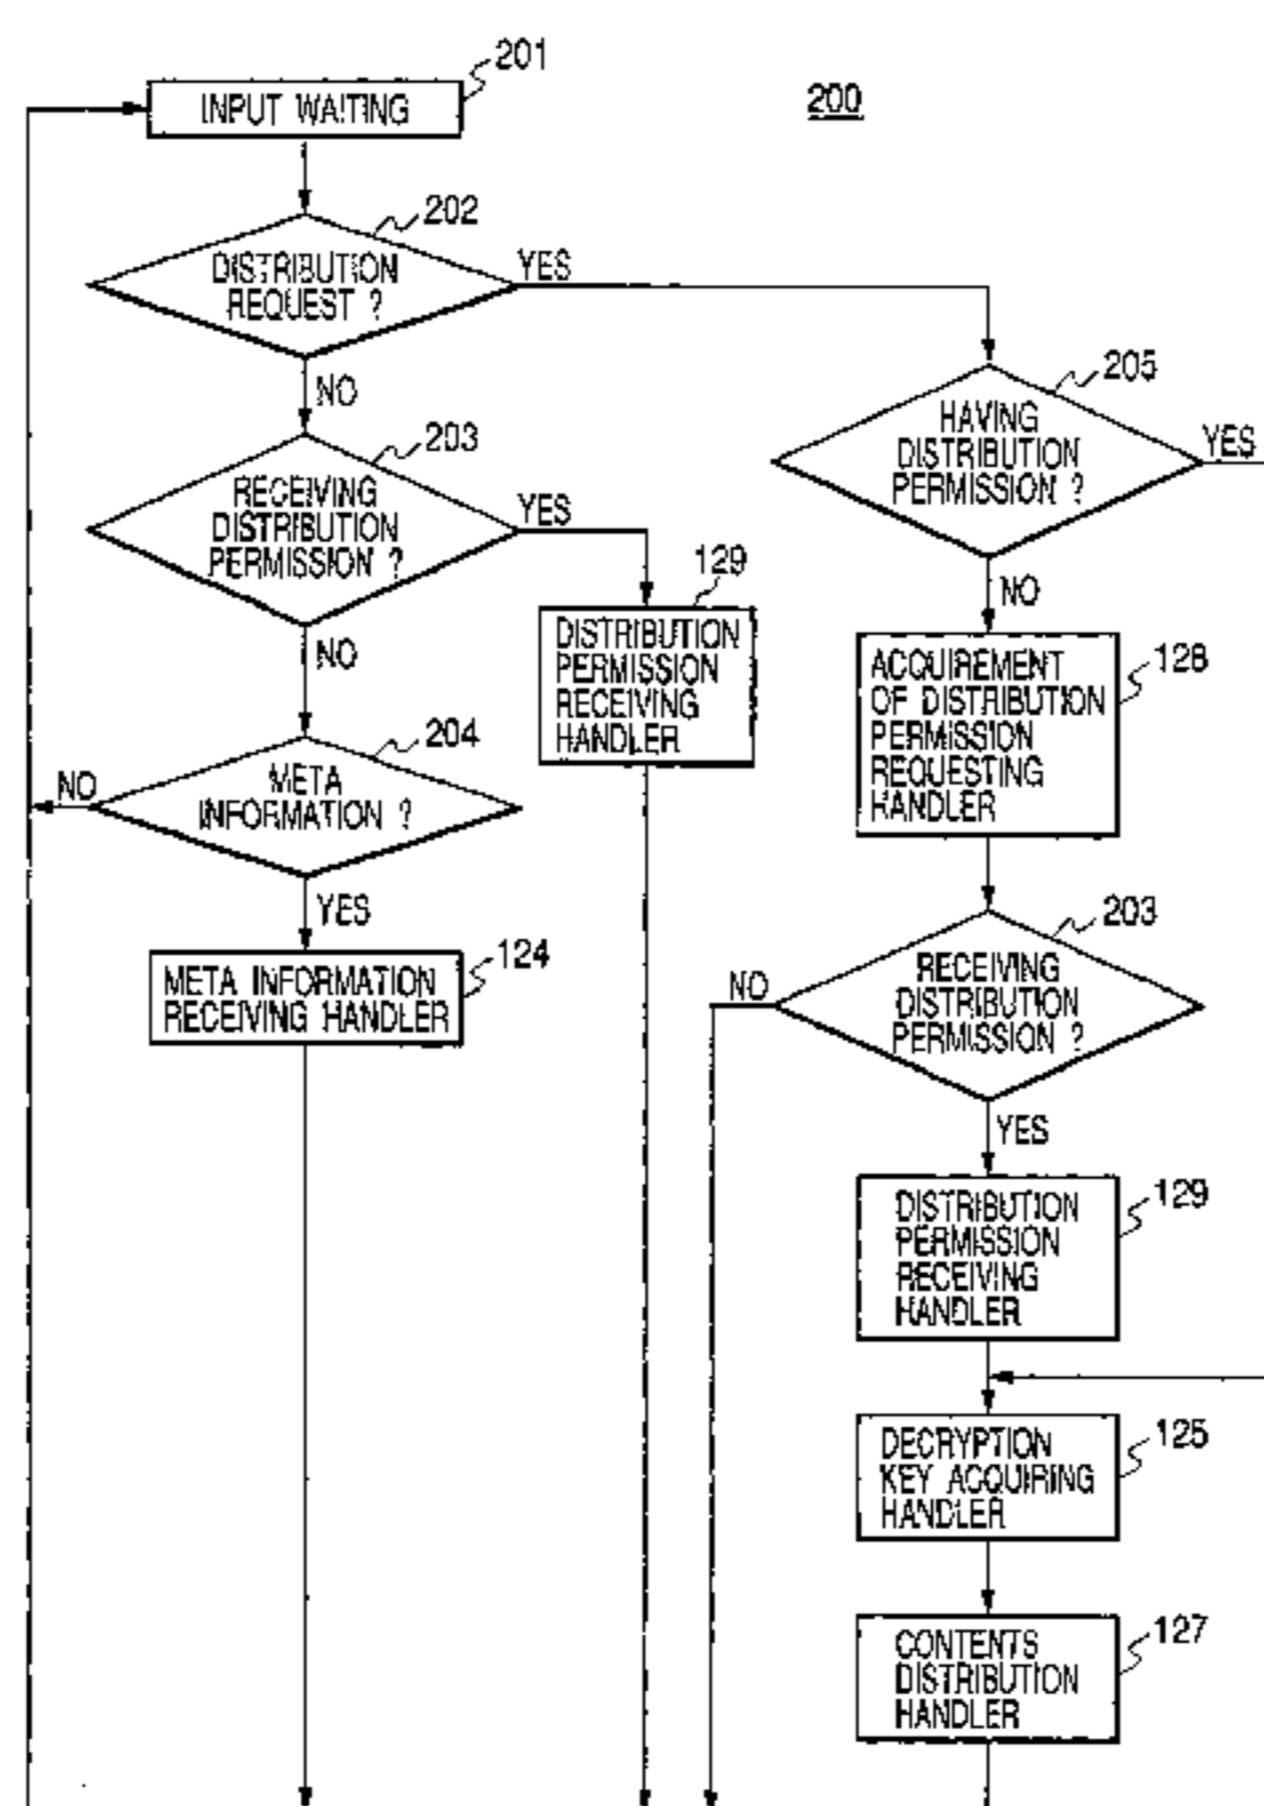 201
INPUT WAITING
200
202
DISTRIBUTION
REQUEST ?
YES
NO
205
HAVING
DISTRIBUTION
PERMISSION ?
YES
NO
203
RECEIVING
DISTRIBUTION
PERMISSION ?
YES
NO
129
DISTRIBUTION
PERMISSION
RECEIVING
HANDLER
128
ACQUIREMENT
OF DISTRIBUTION
PERMISSION
REQUESTING
HANDLER
204
META
INFORMATION ?
NO
YES
124
META INFORMATION
RECEIVING HANDLER
203
RECEIVING
DISTRIBUTION
PERMISSION ?
NO
YES
129
DISTRIBUTION
PERMISSION
RECEIVING
HANDLER
125
DECRYPTION
KEY ACQUIRING
HANDLER
127
CONTENTS
DISTRIBUTION
HANDLER